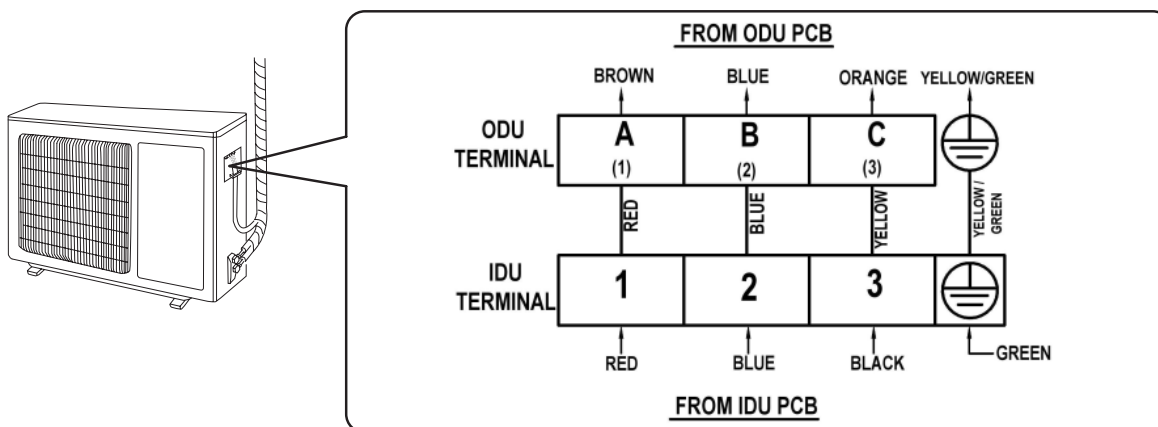 FROM ODU PCB
BROWN BLUE ORANGE YELLOW/GREEN
ODU TERMINAL
A B C
(1) (2) (3)
RED BLUE YELLOW YELLOW / GREEN
IDU TERMINAL
1 2 3
RED BLUE BLACK GREEN
FROM IDU PCB